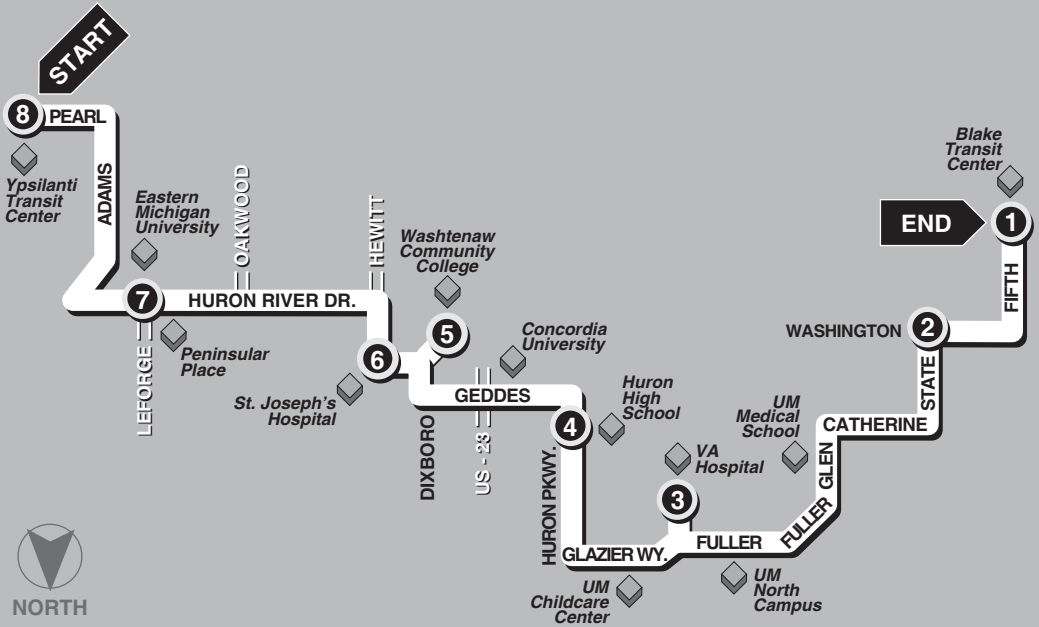 START
8
PEARL
Ypsilanti
Transit
Center
ADAMS
Eastern
Michigan
University
OAKWOOD
7
HURON RIVER DR.
LEFORGE
Peninsular
Place
HEWITT
Washtenaw
Community
College
5
6
St. Joseph's
Hospital
DIXBORO
GEDDES
US - 23
Concordia
University
4
Huron
High
School
HURON PKWY.
GLAZIER WY.
UM
Childcare
Center
VA
Hospital
3
FULLER
UM
North
Campus
FULLER
GLEN
UM
Medical
School
CATHERINE
STATE
WASHINGTON
2
FIFTH
END
1
Blake
Transit
Center
NORTH